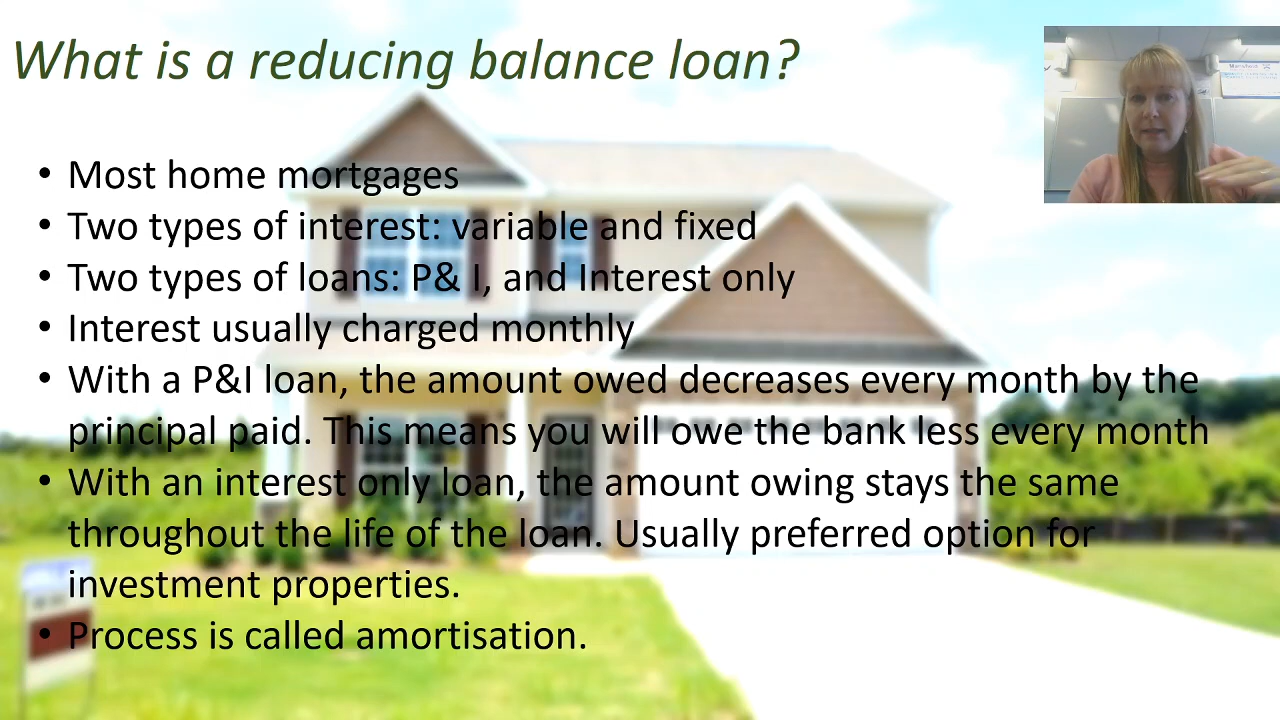 What is a reducing balance loan?
• Most home mortgages
• Two types of interest: variable and fixed
• Two types of loans: P& I, and Interest only
• Interest usually charged monthly
• With a P&I loan, the amount owed decreases every month by the
principal paid. This means you will owe the bank less every month
• With an interest only loan, the amount owing stays the same
throughout the life of the loan. Usually preferred option for
investment properties.
• Process is called amortisation.